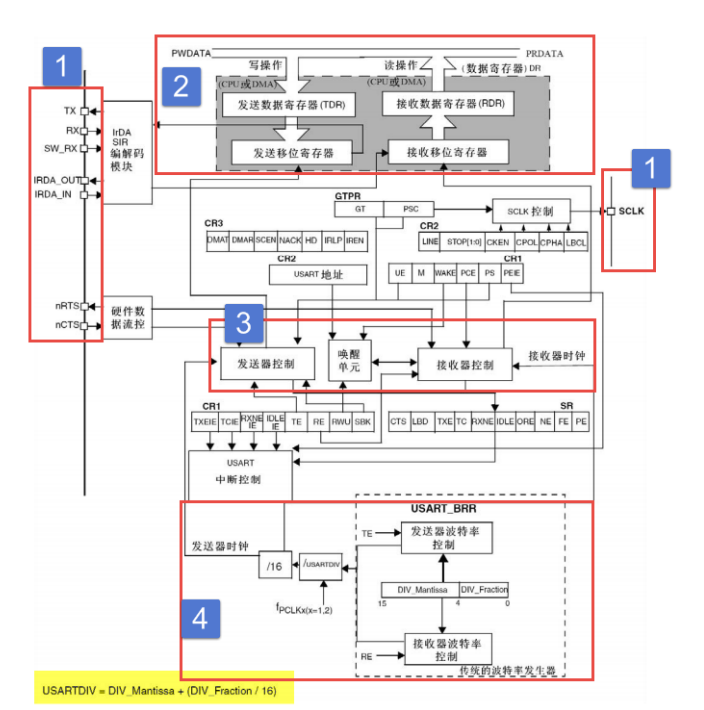 1
2
PWDATA
PRDATA
写操作
读操作
(数据寄存器) DR
(CPU或DMA)
(CPU或DMA)
发送数据寄存器(TDR)
接收数据寄存器(RDR)
发送移位寄存器
接收移位寄存器
TX
RX
SW_RX
IRDA_OUT
IRDA_IN
IrDA
SIR
编解码
模块
1
SCLK
GTPR
GT
PSC
SCLK 控制
CR3
DMAT DMAR SCEN NACK HD IRLP IREN
CR2
LINE STOP[1:0] CKEN CPOL CPHA LBCL
CR2
USART 地址
CR1
UE M WAKE PCE PS PEIE
nRTS
nCTS
硬件数
据流控
3
发送器控制
唤醒
单元
接收器控制
接收器时钟
CR1
TXEIE TCIE RXNE IE IDLE IE TE RE RWU SBK
SR
CTS LBD TXE TC RXNE IDLE ORE NE FE PE
USART
中断控制
USART_BRR
发送器时钟
TE
发送器波特率
控制
/16
/USARTDIV
DIV_Mantissa DIV_Fraction
15 4 0
fPCLKx(x=1,2)
4
RE
接收器波特率
控制
传统的波特率发生器
USARTDIV = DIV_Mantissa + (DIV_Fraction / 16)